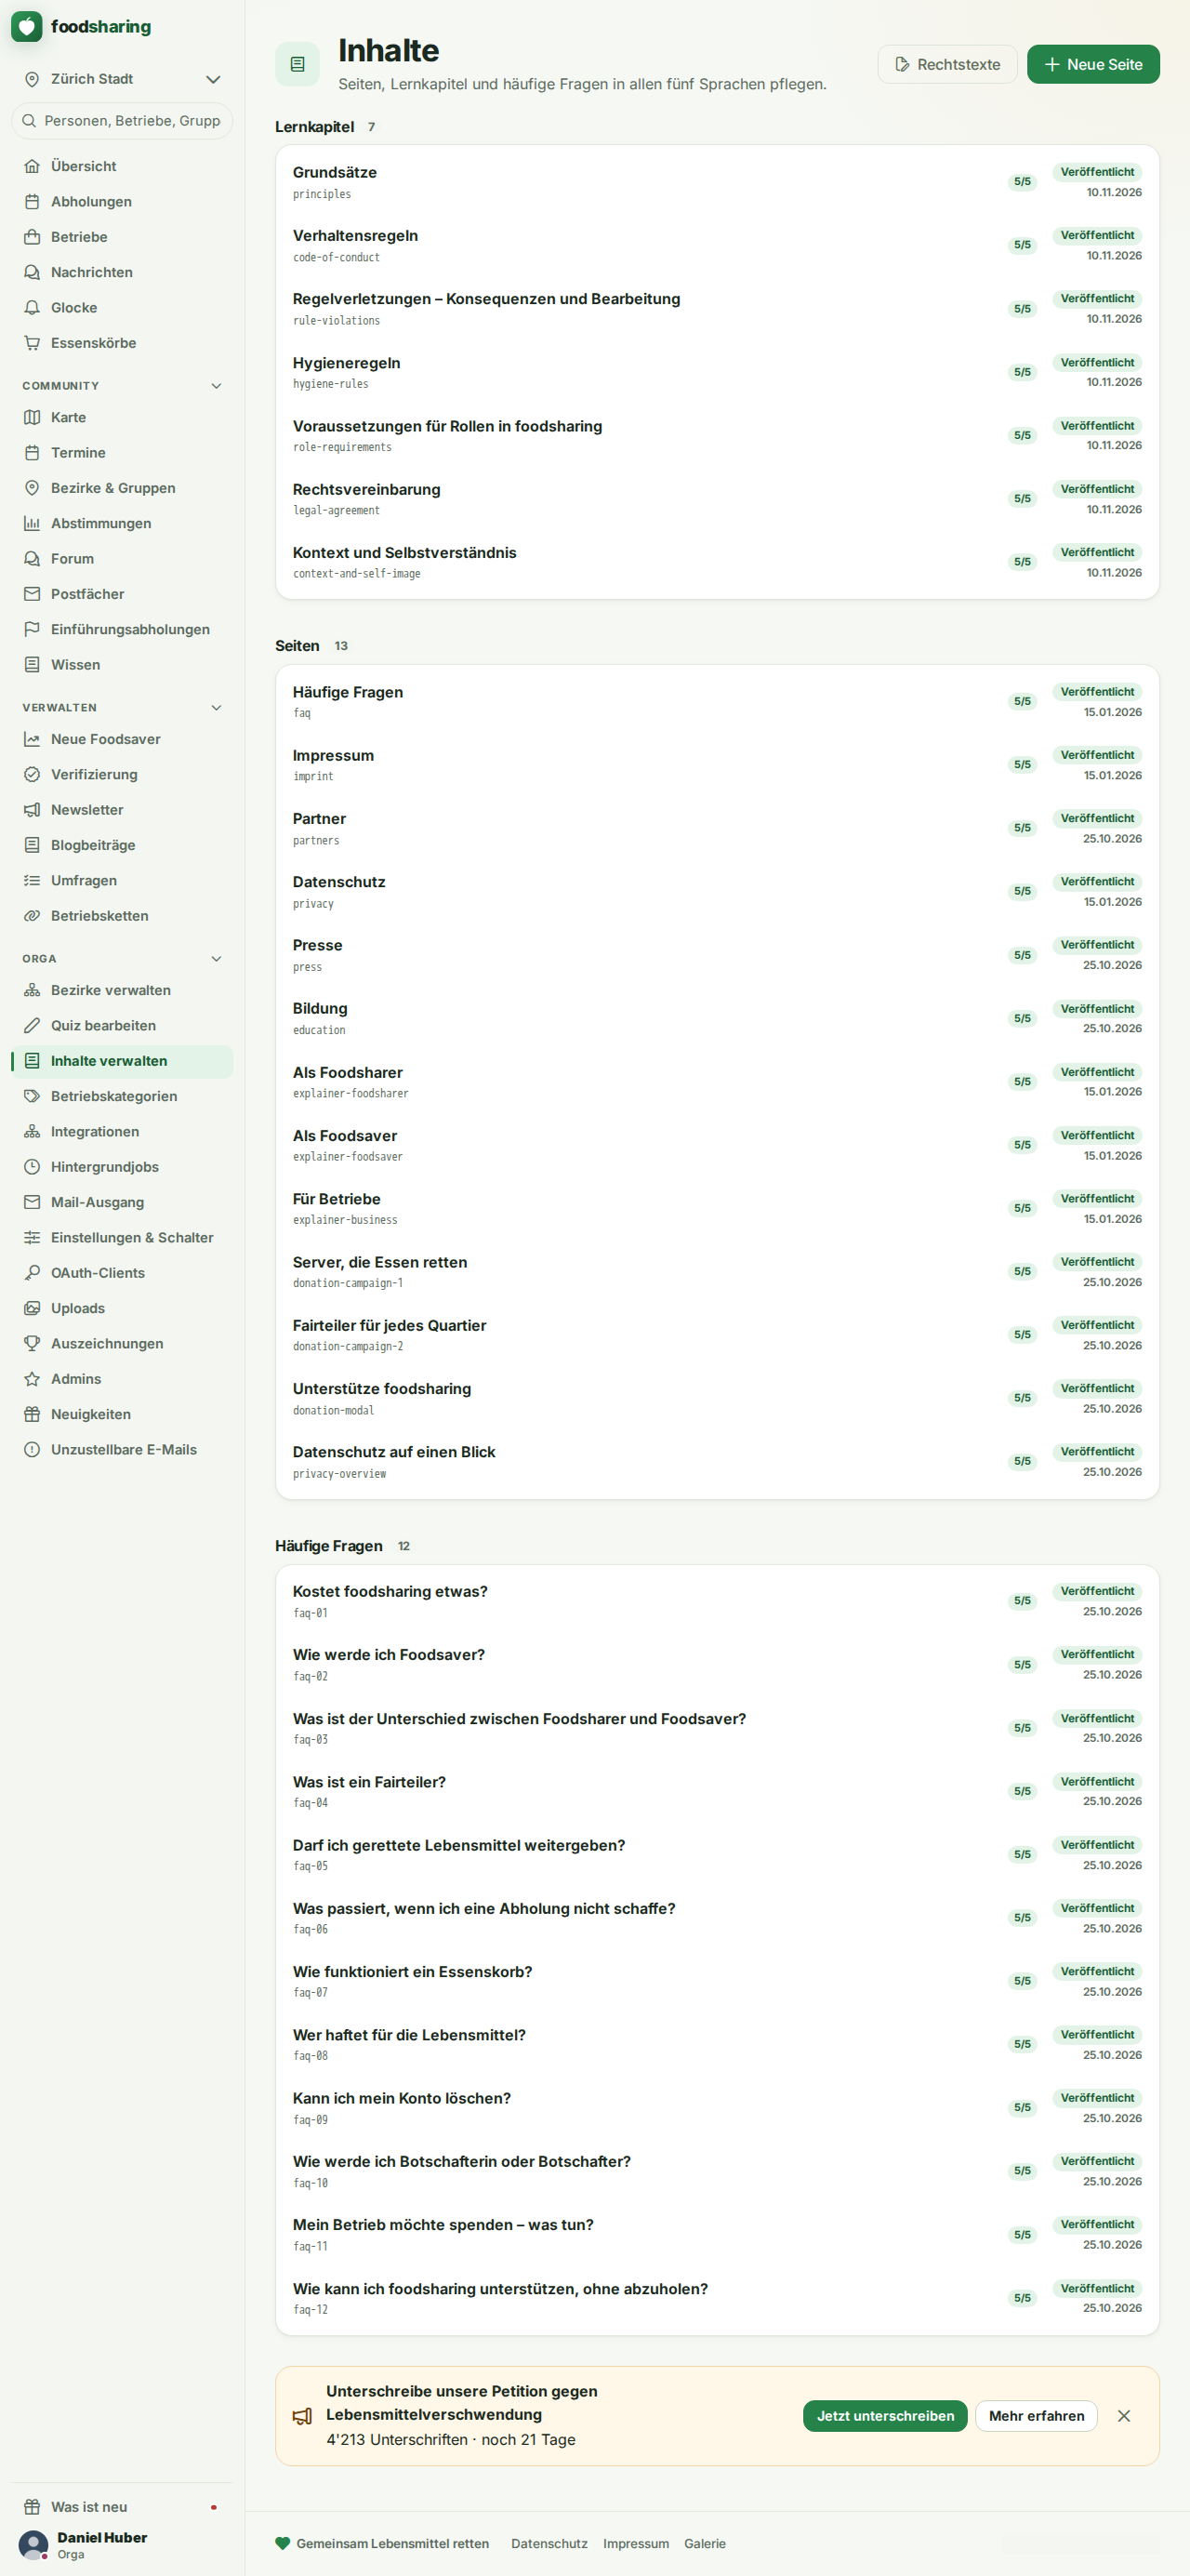 foodsharing
Zürich Stadt
Personen, Betriebe, Grupp
Übersicht
Abholungen
Betriebe
Nachrichten
Glocke
Essenskörbe
COMMUNITY
Karte
Termine
Bezirke & Gruppen
Abstimmungen
Forum
Postfächer
Einführungsabholungen
Wissen
VERWALTEN
Neue Foodsaver
Verifizierung
Newsletter
Blogbeiträge
Umfragen
Betriebsketten
ORGA
Bezirke verwalten
Quiz bearbeiten
Inhalte verwalten
Betriebskategorien
Integrationen
Hintergrundjobs
Mail-Ausgang
Einstellungen & Schalter
OAuth-Clients
Uploads
Auszeichnungen
Admins
Neuigkeiten
Unzustellbare E-Mails
Was ist neu
Daniel Huber
Orga
Inhalte
Seiten, Lernkapitel und häufige Fragen in allen fünf Sprachen pflegen.
Rechtstexte
Neue Seite
Lernkapitel 7
Grundsätze
principles
5/5
Veröffentlicht
10.11.2026
Verhaltensregeln
code-of-conduct
5/5
Veröffentlicht
10.11.2026
Regelverletzungen – Konsequenzen und Bearbeitung
rule-violations
5/5
Veröffentlicht
10.11.2026
Hygieneregeln
hygiene-rules
5/5
Veröffentlicht
10.11.2026
Voraussetzungen für Rollen in foodsharing
role-requirements
5/5
Veröffentlicht
10.11.2026
Rechtsvereinbarung
legal-agreement
5/5
Veröffentlicht
10.11.2026
Kontext und Selbstverständnis
context-and-self-image
5/5
Veröffentlicht
10.11.2026
Seiten 13
Häufige Fragen
faq
5/5
Veröffentlicht
15.01.2026
Impressum
imprint
5/5
Veröffentlicht
15.01.2026
Partner
partners
5/5
Veröffentlicht
25.10.2026
Datenschutz
privacy
5/5
Veröffentlicht
15.01.2026
Presse
press
5/5
Veröffentlicht
25.10.2026
Bildung
education
5/5
Veröffentlicht
25.10.2026
Als Foodsharer
explainer-foodsharer
5/5
Veröffentlicht
15.01.2026
Als Foodsaver
explainer-foodsaver
5/5
Veröffentlicht
15.01.2026
Für Betriebe
explainer-business
5/5
Veröffentlicht
15.01.2026
Server, die Essen retten
donation-campaign-1
5/5
Veröffentlicht
25.10.2026
Fairteiler für jedes Quartier
donation-campaign-2
5/5
Veröffentlicht
25.10.2026
Unterstütze foodsharing
donation-modal
5/5
Veröffentlicht
25.10.2026
Datenschutz auf einen Blick
privacy-overview
5/5
Veröffentlicht
25.10.2026
Häufige Fragen 12
Kostet foodsharing etwas?
faq-01
5/5
Veröffentlicht
25.10.2026
Wie werde ich Foodsaver?
faq-02
5/5
Veröffentlicht
25.10.2026
Was ist der Unterschied zwischen Foodsharer und Foodsaver?
faq-03
5/5
Veröffentlicht
25.10.2026
Was ist ein Fairteiler?
faq-04
5/5
Veröffentlicht
25.10.2026
Darf ich gerettete Lebensmittel weitergeben?
faq-05
5/5
Veröffentlicht
25.10.2026
Was passiert, wenn ich eine Abholung nicht schaffe?
faq-06
5/5
Veröffentlicht
25.10.2026
Wie funktioniert ein Essenskorb?
faq-07
5/5
Veröffentlicht
25.10.2026
Wer haftet für die Lebensmittel?
faq-08
5/5
Veröffentlicht
25.10.2026
Kann ich mein Konto löschen?
faq-09
5/5
Veröffentlicht
25.10.2026
Wie werde ich Botschafterin oder Botschafter?
faq-10
5/5
Veröffentlicht
25.10.2026
Mein Betrieb möchte spenden – was tun?
faq-11
5/5
Veröffentlicht
25.10.2026
Wie kann ich foodsharing unterstützen, ohne abzuholen?
faq-12
5/5
Veröffentlicht
25.10.2026
Unterschreibe unsere Petition gegen
Lebensmittelverschwendung
4'213 Unterschriften · noch 21 Tage
Jetzt unterschreiben
Mehr erfahren
Gemeinsam Lebensmittel retten
Datenschutz
Impressum
Galerie